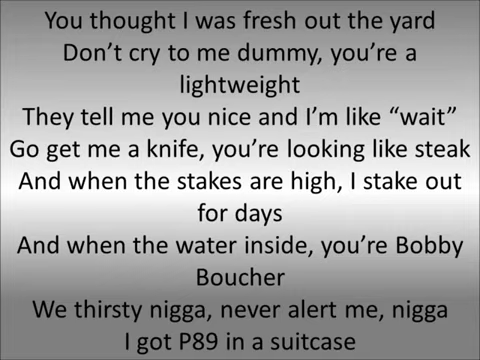 You thought I was fresh out the yard
Don’t cry to me dummy, you’re a
lightweight
They tell me you nice and I’m like “wait”
Go get me a knife, you’re looking like steak
And when the stakes are high, I stake out
for days
And when the water inside, you’re Bobby
Boucher
We thirsty nigga, never alert me, nigga
I got P89 in a suitcase